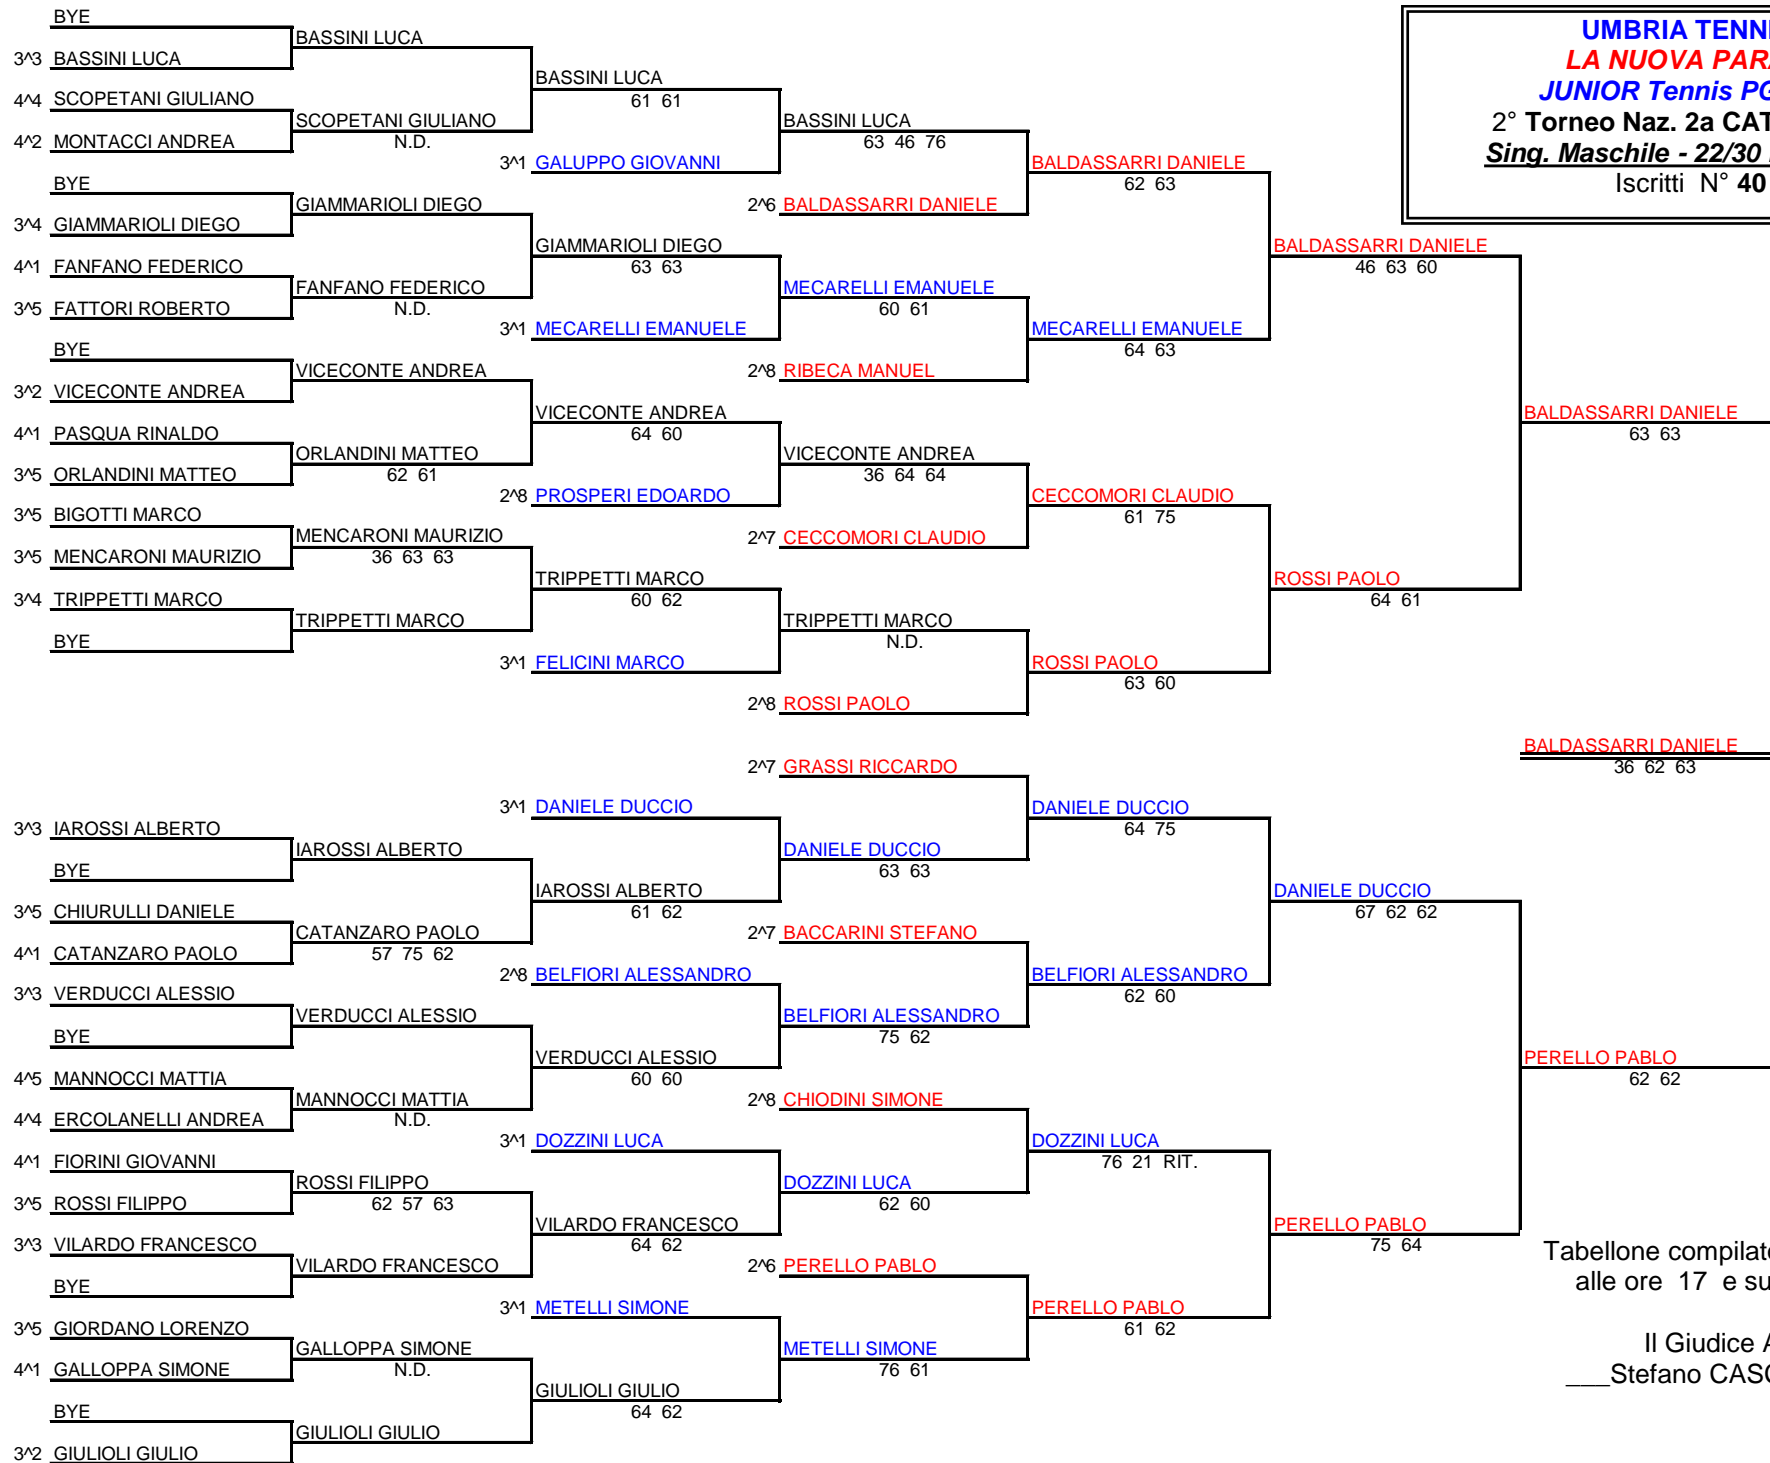 BYE
3^3 BASSINI LUCA
4^4 SCOPETANI GIULIANO
4^2 MONTACCI ANDREA
BYE
3^4 GIAMMARIOLI DIEGO
4^1 FANFANO FEDERICO
3^5 FATTORI ROBERTO
BYE
3^2 VICECONTE ANDREA
4^1 PASQUA RINALDO
3^5 ORLANDINI MATTEO
3^5 BIGOTTI MARCO
3^5 MENCARONI MAURIZIO
3^4 TRIPPETTI MARCO
BYE
3^3 IAROSSI ALBERTO
BYE
3^5 CHIURULLI DANIELE
4^1 CATANZARO PAOLO
3^3 VERDUCCI ALESSIO
BYE
4^5 MANNOCCI MATTIA
4^4 ERCOLANELLI ANDREA
4^1 FIORINI GIOVANNI
3^5 ROSSI FILIPPO
3^3 VILARDO FRANCESCO
BYE
3^5 GIORDANO LORENZO
4^1 GALLOPPA SIMONE
BYE
3^2 GIULIOLI GIULIO
BASSINI LUCA
SCOPETANI GIULIANO
N.D.
GIAMMARIOLI DIEGO
FANFANO FEDERICO
N.D.
VICECONTE ANDREA
ORLANDINI MATTEO
62 61
MENCARONI MAURIZIO
36 63 63
TRIPPETTI MARCO
IAROSSI ALBERTO
CATANZARO PAOLO
57 75 62
VERDUCCI ALESSIO
MANNOCCI MATTIA
N.D.
ROSSI FILIPPO
62 57 63
VILARDO FRANCESCO
GALLOPPA SIMONE
N.D.
GIULIOLI GIULIO
BASSINI LUCA
61 61
3^1 GALUPPO GIOVANNI
GIAMMARIOLI DIEGO
63 63
3^1 MECARELLI EMANUELE
VICECONTE ANDREA
64 60
2^8 PROSPERI EDOARDO
TRIPPETTI MARCO
60 62
3^1 FELICINI MARCO
3^1 DANIELE DUCCIO
IAROSSI ALBERTO
61 62
2^8 BELFIORI ALESSANDRO
VERDUCCI ALESSIO
60 60
3^1 DOZZINI LUCA
VILARDO FRANCESCO
64 62
3^1 METELLI SIMONE
GIULIOLI GIULIO
64 62
BASSINI LUCA
63 46 76
2^6 BALDASSARRI DANIELE
MECARELLI EMANUELE
60 61
2^8 RIBECA MANUEL
VICECONTE ANDREA
36 64 64
2^7 CECCOMORI CLAUDIO
TRIPPETTI MARCO
N.D.
2^8 ROSSI PAOLO
2^7 GRASSI RICCARDO
DANIELE DUCCIO
63 63
2^7 BACCARINI STEFANO
BELFIORI ALESSANDRO
75 62
2^8 CHIODINI SIMONE
DOZZINI LUCA
62 60
2^6 PERELLO PABLO
METELLI SIMONE
76 61
BALDASSARRI DANIELE
62 63
MECARELLI EMANUELE
64 63
CECCOMORI CLAUDIO
61 75
ROSSI PAOLO
63 60
DANIELE DUCCIO
64 75
BELFIORI ALESSANDRO
62 60
DOZZINI LUCA
76 21 RIT.
PERELLO PABLO
61 62
BALDASSARRI DANIELE
46 63 60
ROSSI PAOLO
64 61
DANIELE DUCCIO
67 62 62
PERELLO PABLO
75 64
BALDASSARRI DANIELE
63 63
BALDASSARRI DANIELE
36 62 63
PERELLO PABLO
62 62
UMBRIA TENN
LA NUOVA PAR
JUNIOR Tennis PG
2° Torneo Naz. 2a CAT
Sing. Maschile - 22/30
Iscritti N° 40
Tabellone compilat
alle ore 17 e su
Il Giudice A
___Stefano CASC